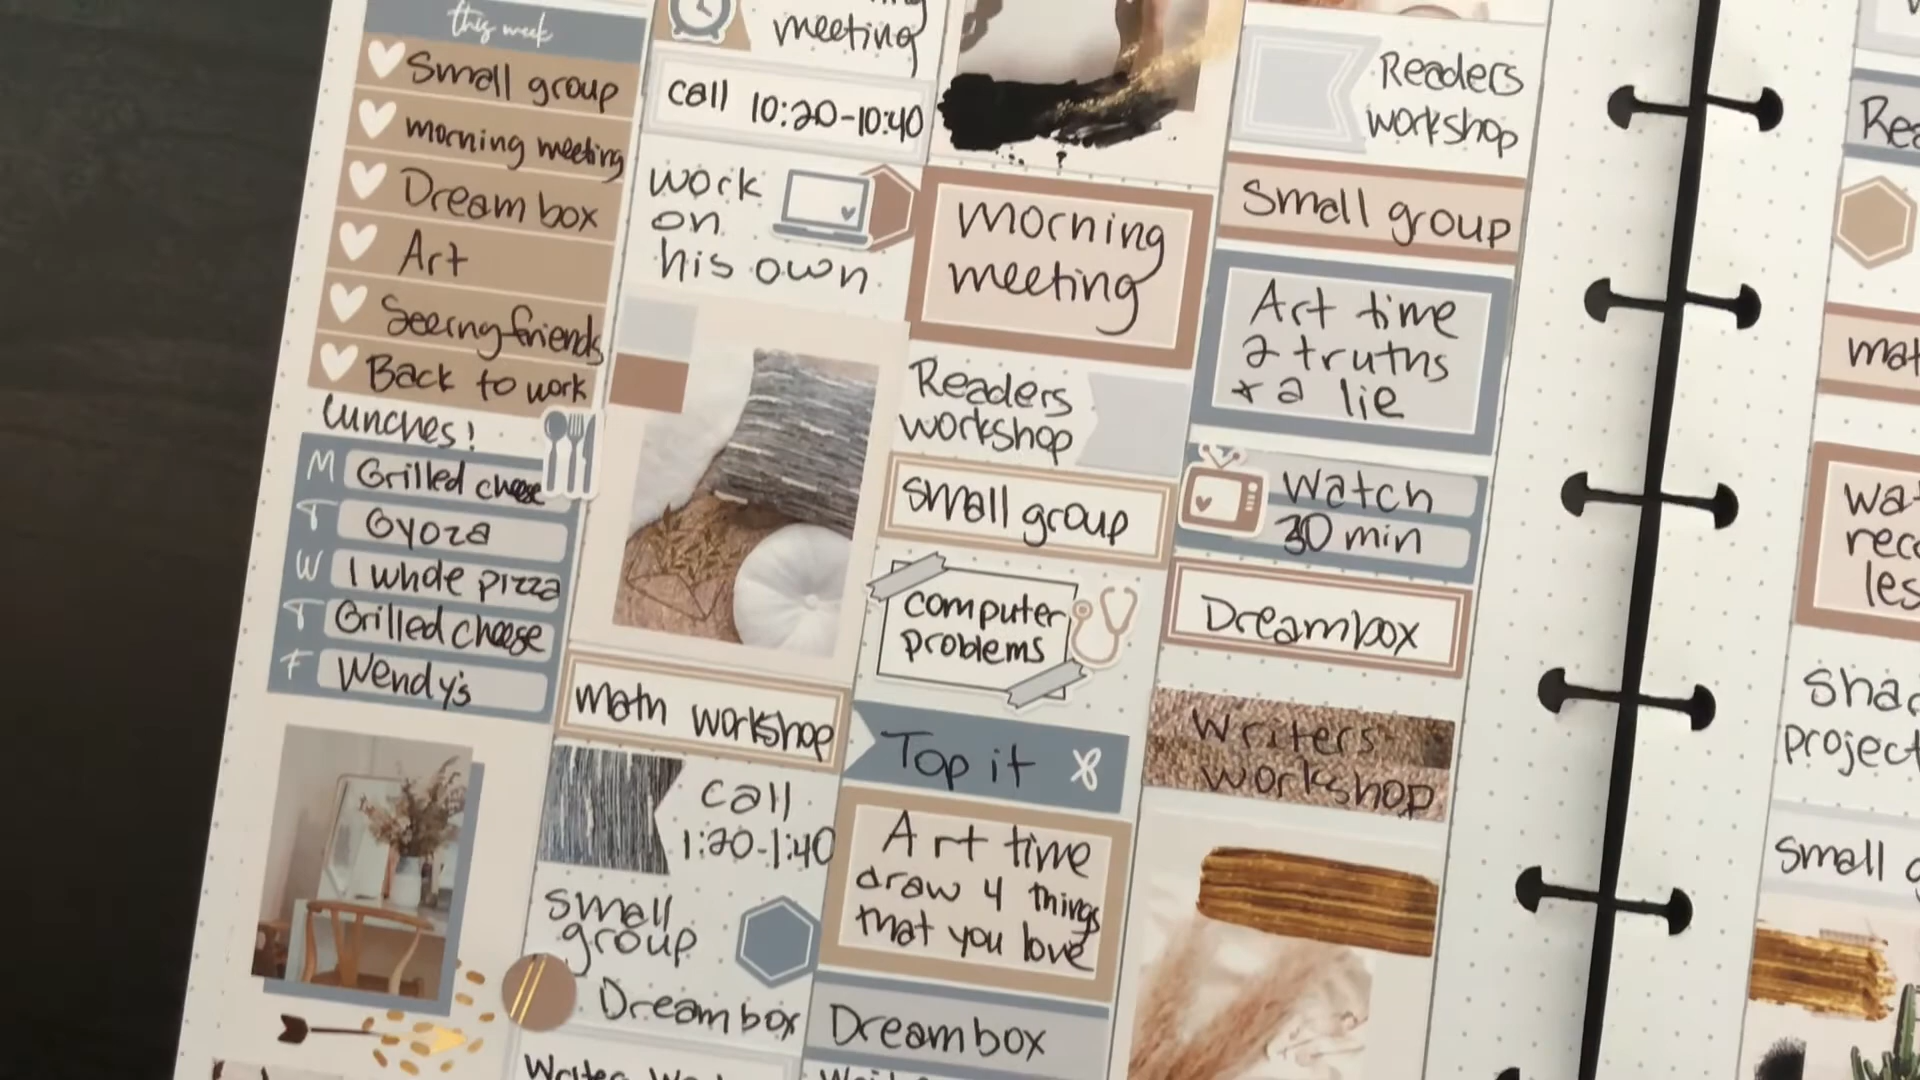 this week
Small group
morning meeting
Dream box
Art
Seeing friends
Back to work
Lunches!
M Grilled cheese
T Gyoza
W 1 whole pizza
T Grilled cheese
F Wendy's
meeting
call 10:20-10:40
work
on
his own
math workshop
call
1:20-1:40
small
group
Dream box
morning
meeting
Readers
workshop
small group
computer
problems
Top it
Art time
draw 4 things
that you love
Dream box
Readers
workshop
Small group
Art time
2 truths
+ a lie
Watch
30 min
Dreambox
Writers
workshop
project
small